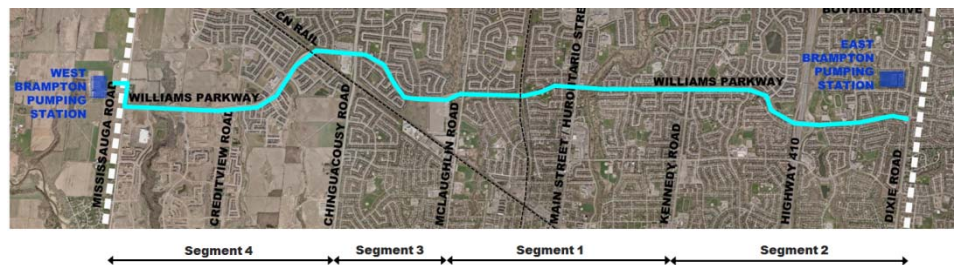 BOVAIRD DRIVE
CN RAIL
WEST
BRAMPTON
PUMPING
STATION
MISSISSAUGA ROAD
WILLIAMS PARKWAY
CREDITVIEW ROAD
CHINGUACOUSY ROAD
MCLAUGHLIN ROAD
MAIN STREET/ HURONTARIO STRE
KENNEDY ROAD
WILLIAMS PARKWAY
HIGHWAY 410
EAST
BRAMPTON
PUMPING
STATION
DIXIE ROAD
Segment 4
Segment 3
Segment 1
Segment 2